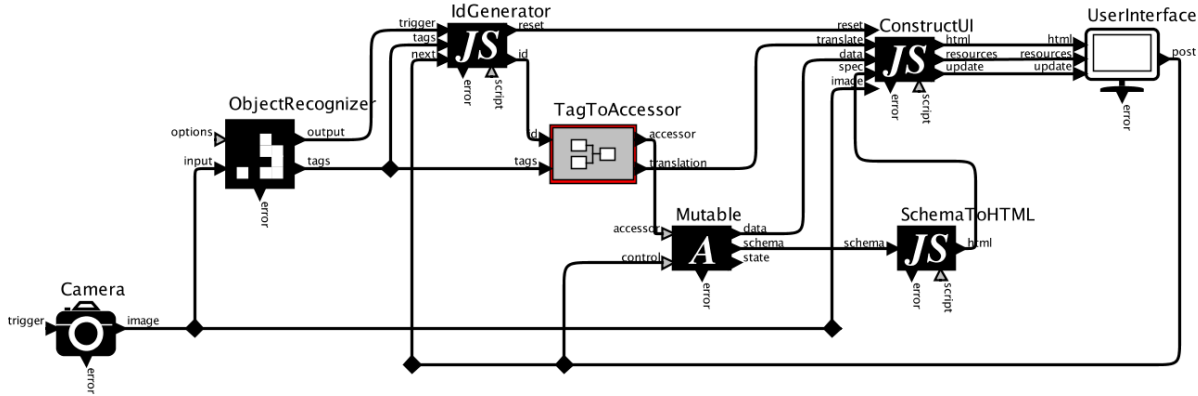 IdGenerator
trigger
tags
next
reset
id
error
script
ConstructUI
reset
translate
data
spec
image
html
resources
update
error
script
UserInterface
html
resources
update
post
error
ObjectRecognizer
options
input
output
tags
error
TagToAccessor
id
tags
accessor
translation
Mutable
accessor
control
data
schema
state
error
SchemaToHTML
schema
html
error
script
Camera
trigger
image
error
JS
JS
A
JS